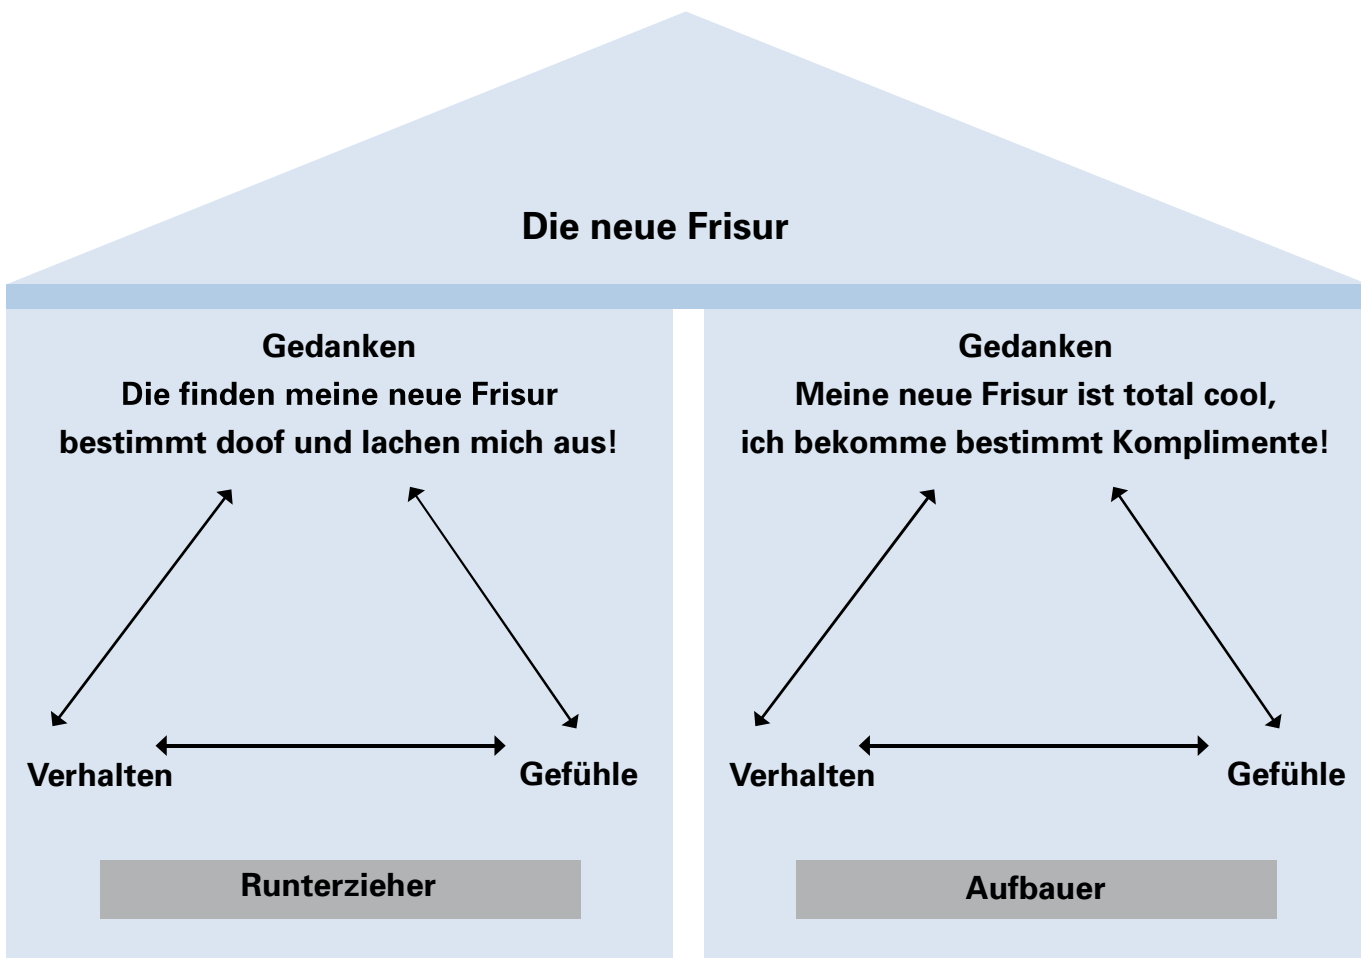 Die neue Frisur
Gedanken
Die finden meine neue Frisur
bestimmt doof und lachen mich aus!
Verhalten
Gefühle
Runterzieher
Gedanken
Meine neue Frisur ist total cool,
ich bekomme bestimmt Komplimente!
Verhalten
Gefühle
Aufbauer